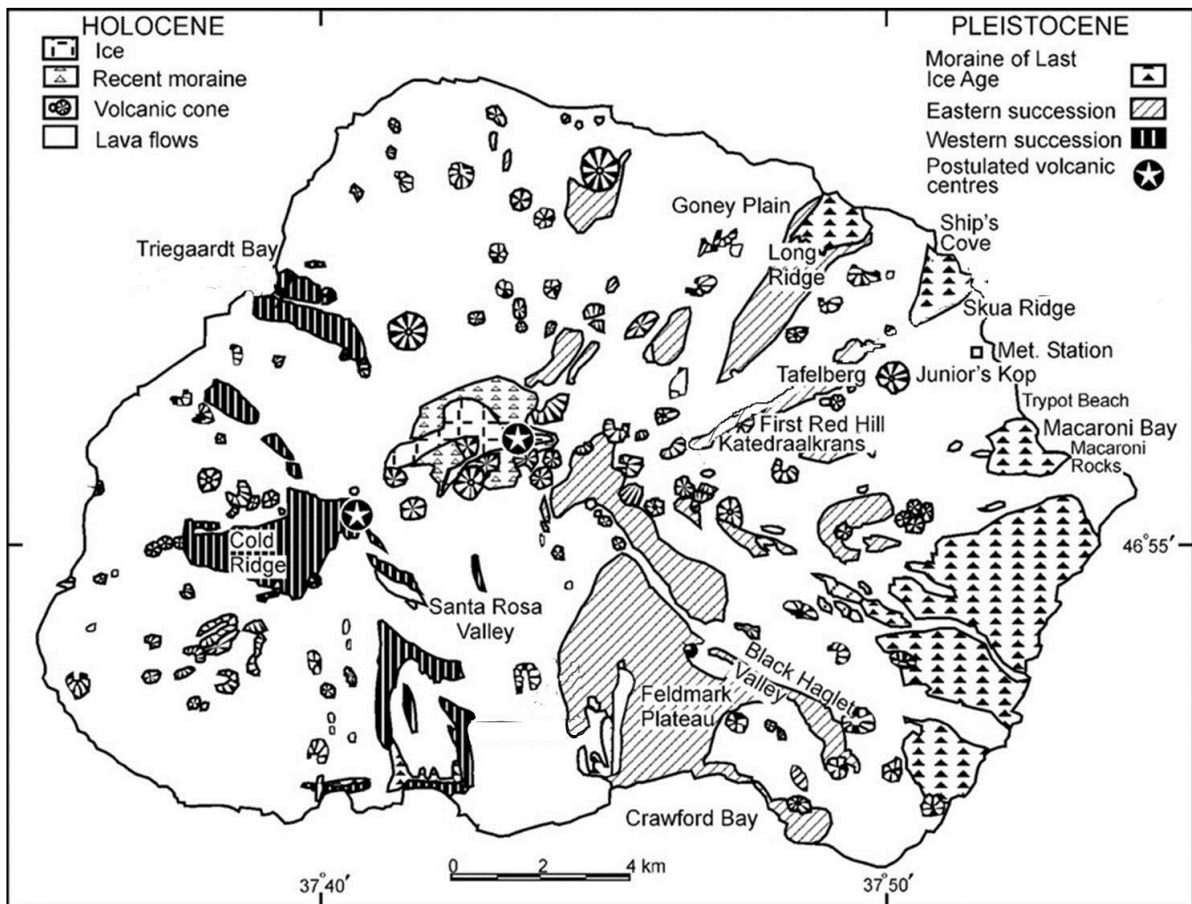 HOLOCENE
Ice
Recent moraine
Volcanic cone
Lava flows
PLEISTOCENE
Moraine of Last
Ice Age
Eastern succession
Western succession
Postulated volcanic
centres
Goney Plain
Ship's
Cove
Triegaardt Bay
Long
Ridge
Skua Ridge
Met. Station
Tafelberg
Junior's Kop
Trypot Beach
First Red Hill
Macaroni Bay
Katedraalkrans
Macaroni
Rocks
Cold
Ridge
46°55′
Santa Rosa
Valley
Black Haglet
Valley
Feldmark
Plateau
Crawford Bay
0 2 4 km
37°40′
37°50′